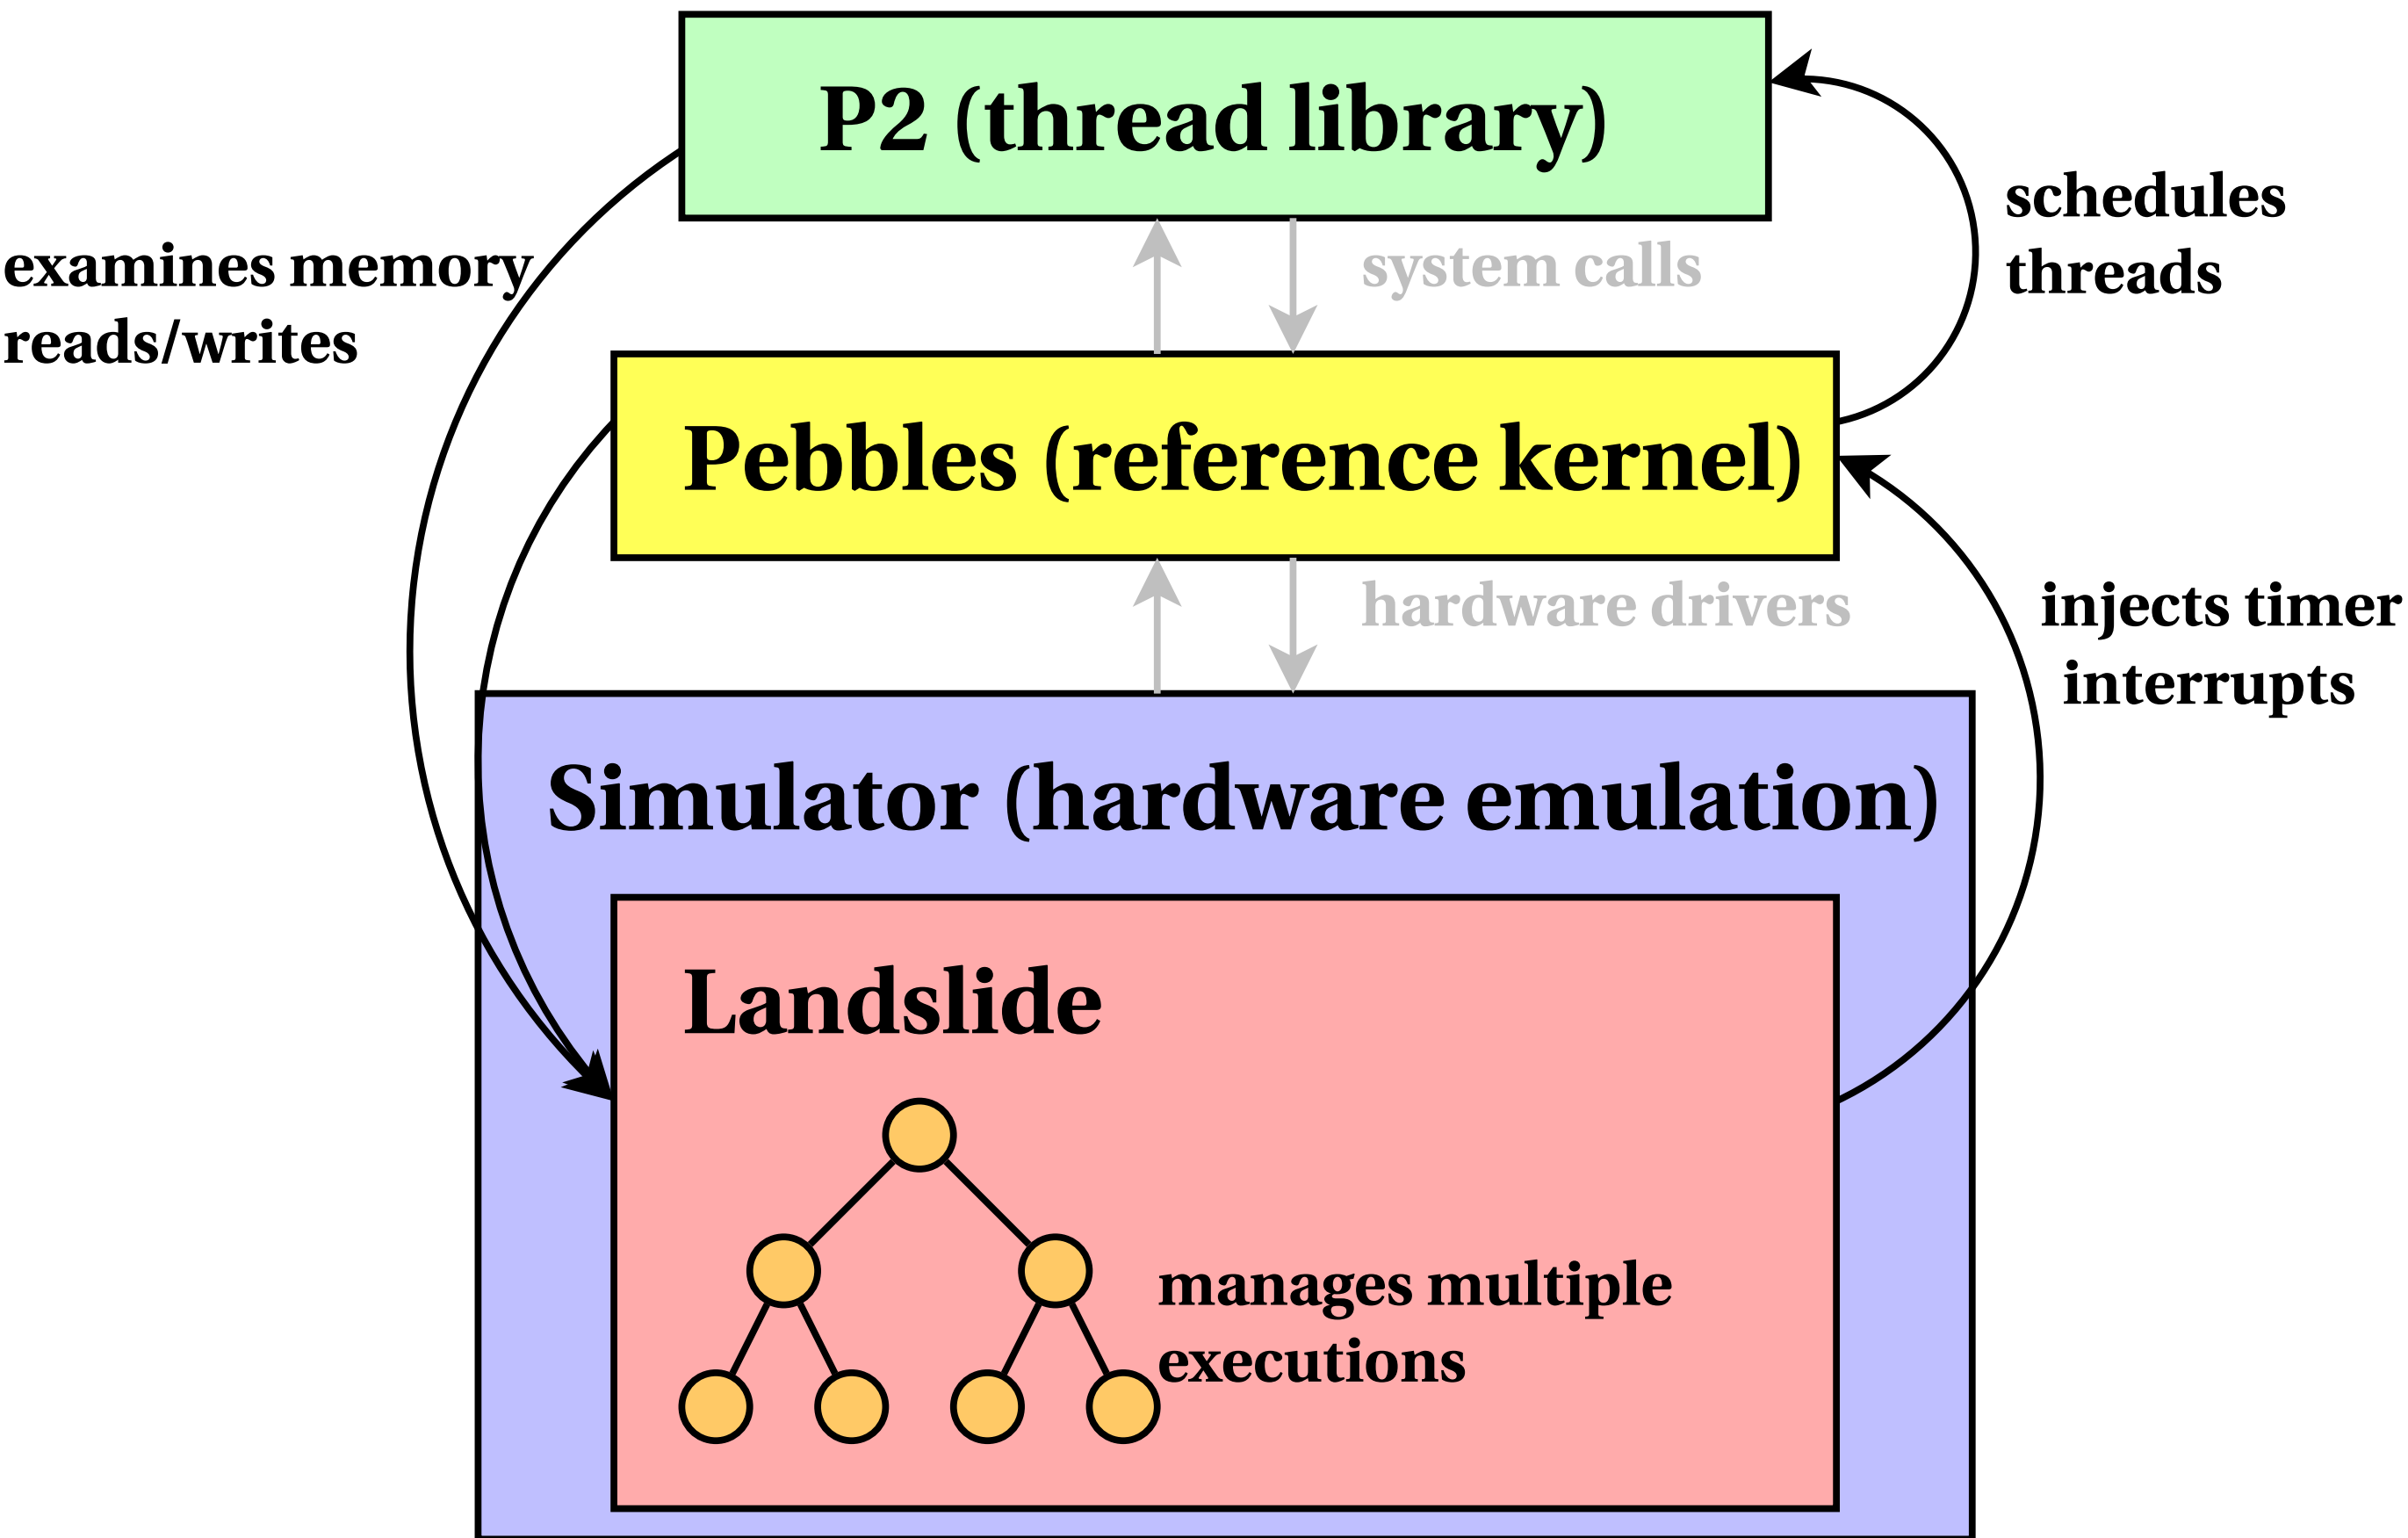 P2 (thread library)
schedules
threads
examines memory
reads/writes
system calls
Pebbles (reference kernel)
hardware drivers
injects timer
interrupts
Simulator (hardware emulation)
Landslide
manages multiple
executions